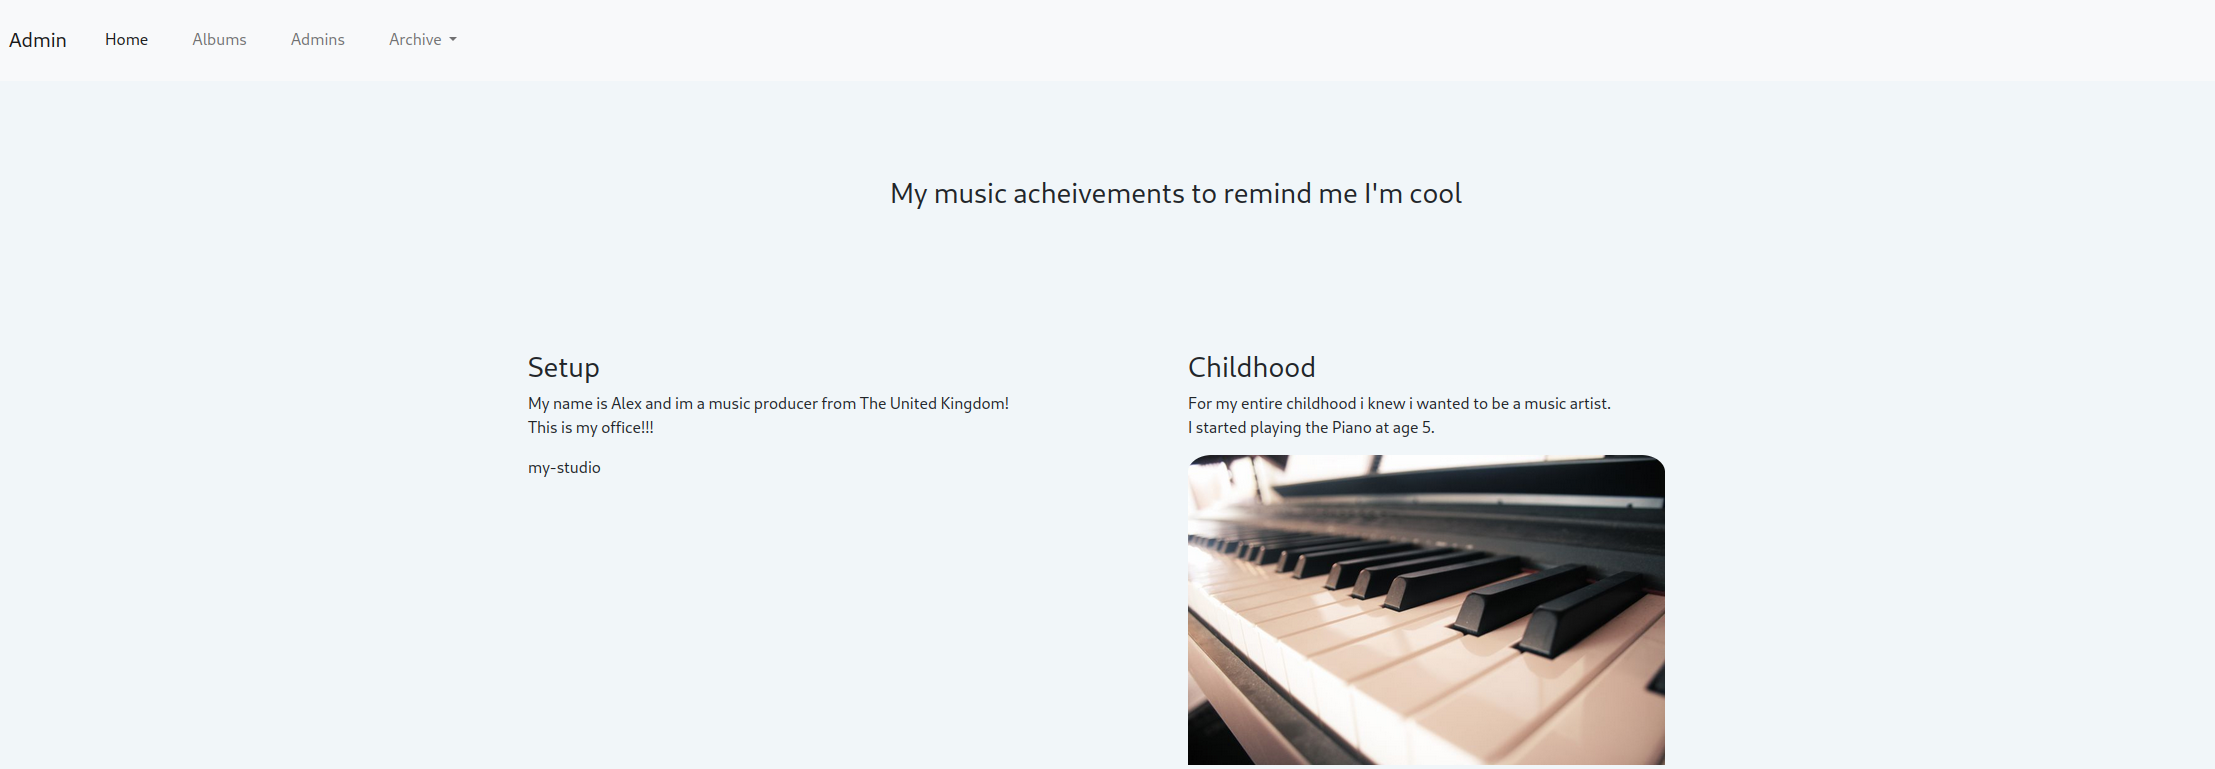 Admin Home Albums Admins Archive
My music acheivements to remind me I'm cool
Setup
My name is Alex and im a music producer from The United Kingdom!
This is my office!!!
my-studio
Childhood
For my entire childhood i knew i wanted to be a music artist.
I started playing the Piano at age 5.